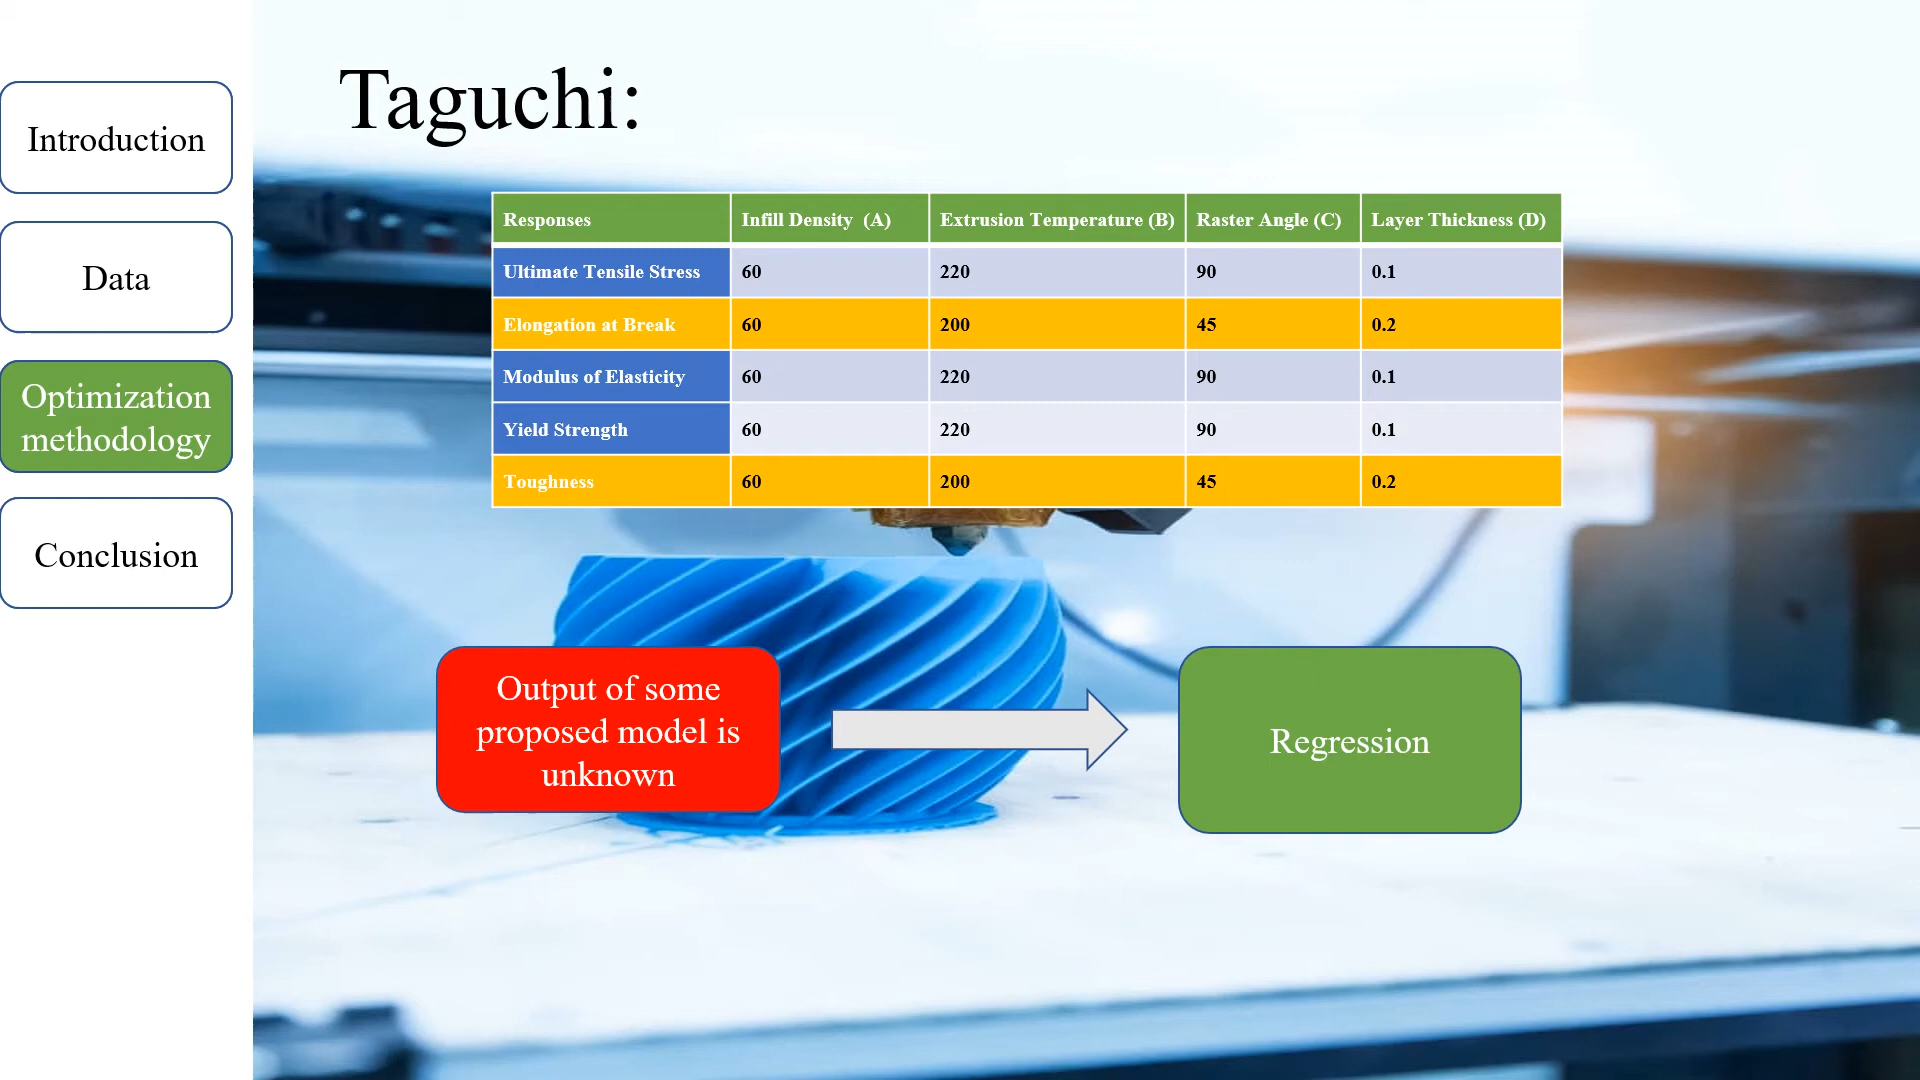 Taguchi:
Introduction
Data
Optimization
methodology
Conclusion
Responses Infill Density (A) Extrusion Temperature (B) Raster Angle (C) Layer Thickness (D)
Ultimate Tensile Stress 60 220 90 0.1
Elongation at Break 60 200 45 0.2
Modulus of Elasticity 60 220 90 0.1
Yield Strength 60 220 90 0.1
Toughness 60 200 45 0.2
Output of some
proposed model is
unknown
Regression